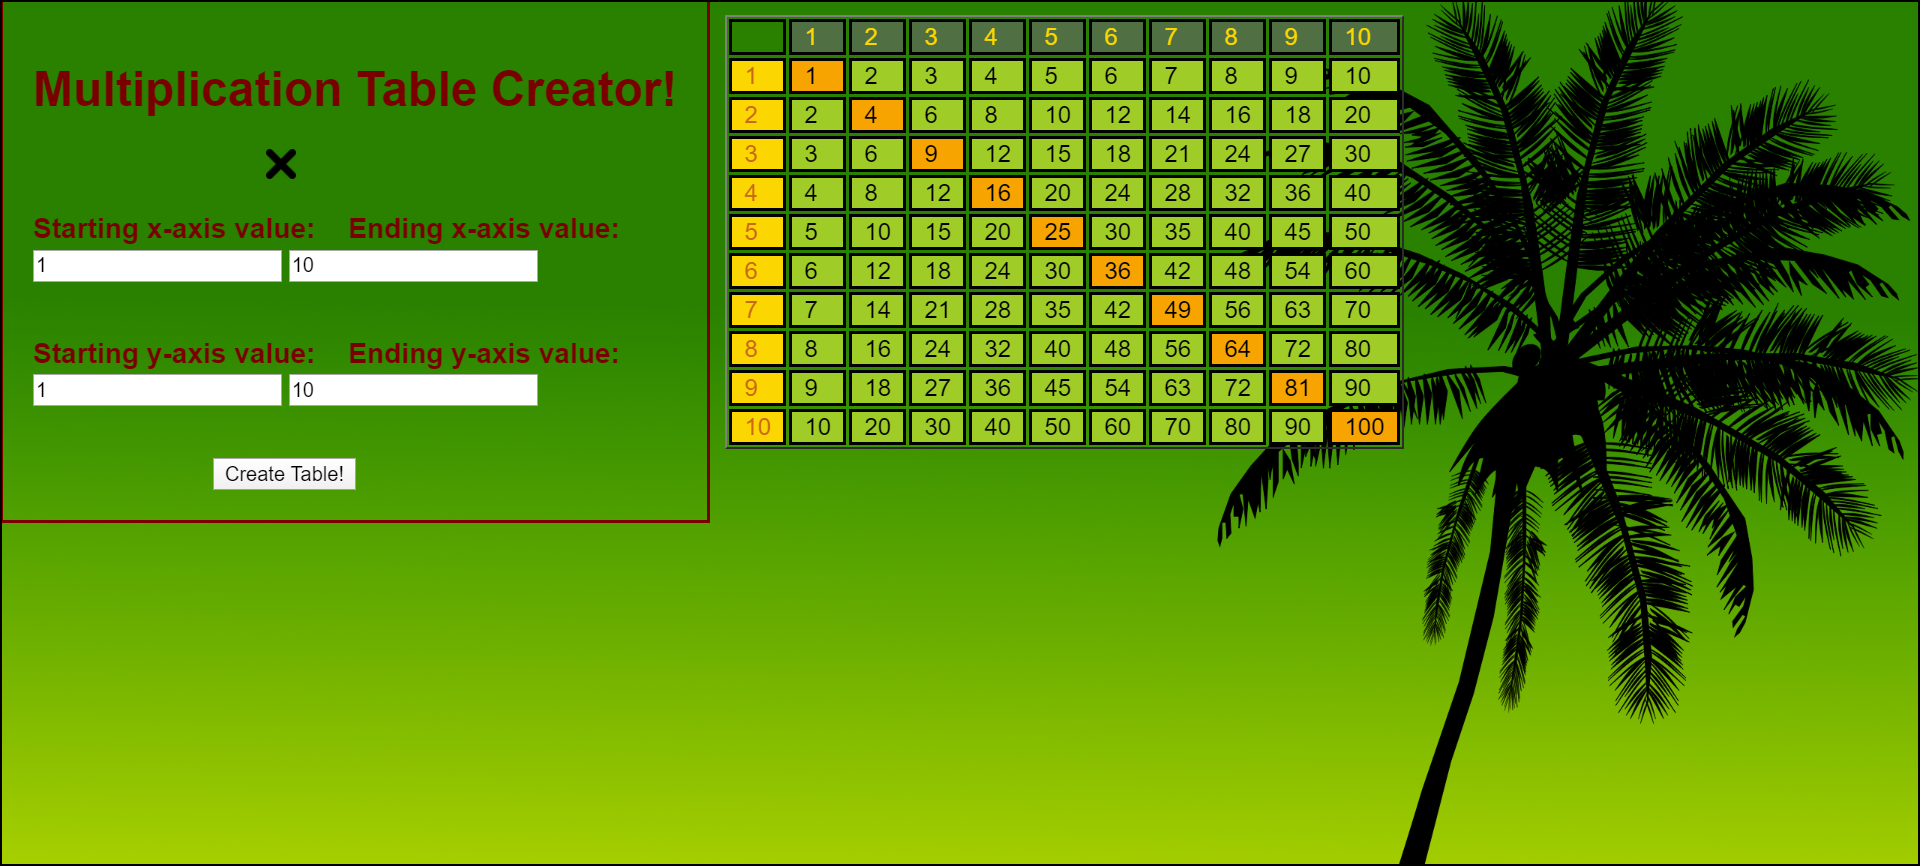 Multiplication Table Creator!
Starting x-axis value: Ending x-axis value:
1 10
Starting y-axis value: Ending y-axis value:
1 10
Create Table!
1 2 3 4 5 6 7 8 9 10
1 1 2 3 4 5 6 7 8 9 10
2 2 4 6 8 10 12 14 16 18 20
3 3 6 9 12 15 18 21 24 27 30
4 4 8 12 16 20 24 28 32 36 40
5 5 10 15 20 25 30 35 40 45 50
6 6 12 18 24 30 36 42 48 54 60
7 7 14 21 28 35 42 49 56 63 70
8 8 16 24 32 40 48 56 64 72 80
9 9 18 27 36 45 54 63 72 81 90
10 10 20 30 40 50 60 70 80 90 100